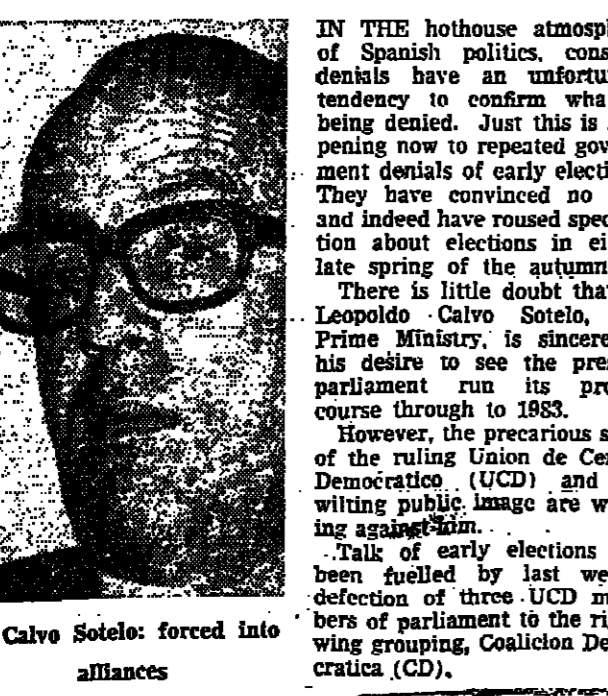 IN THE hothouse atmosp
of Spanish politics, cons
denials have an unfortu
tendency to confirm wha
being denied. Just this is
pening now to repeated gov
ment denials of early electi
They have convinced no
and indeed have roused spec
tion about elections in ei
late spring of the autumn
There is little doubt tha
Leopoldo Calvo Sotelo,
Prime Ministry, is sincere
his desire to see the pre
parliament run its pro
course through to 1983.
However, the precarious s
of the ruling Union de Ce
Democratico (UCD) and
wilting public image are w
ing against him.
Talk of early elections
been fuelled by last we
defection of three UCD m
bers of parliament to the ri
wing grouping, Coalicion De
cratica (CD).
Calvo Sotelo: forced into
alliances